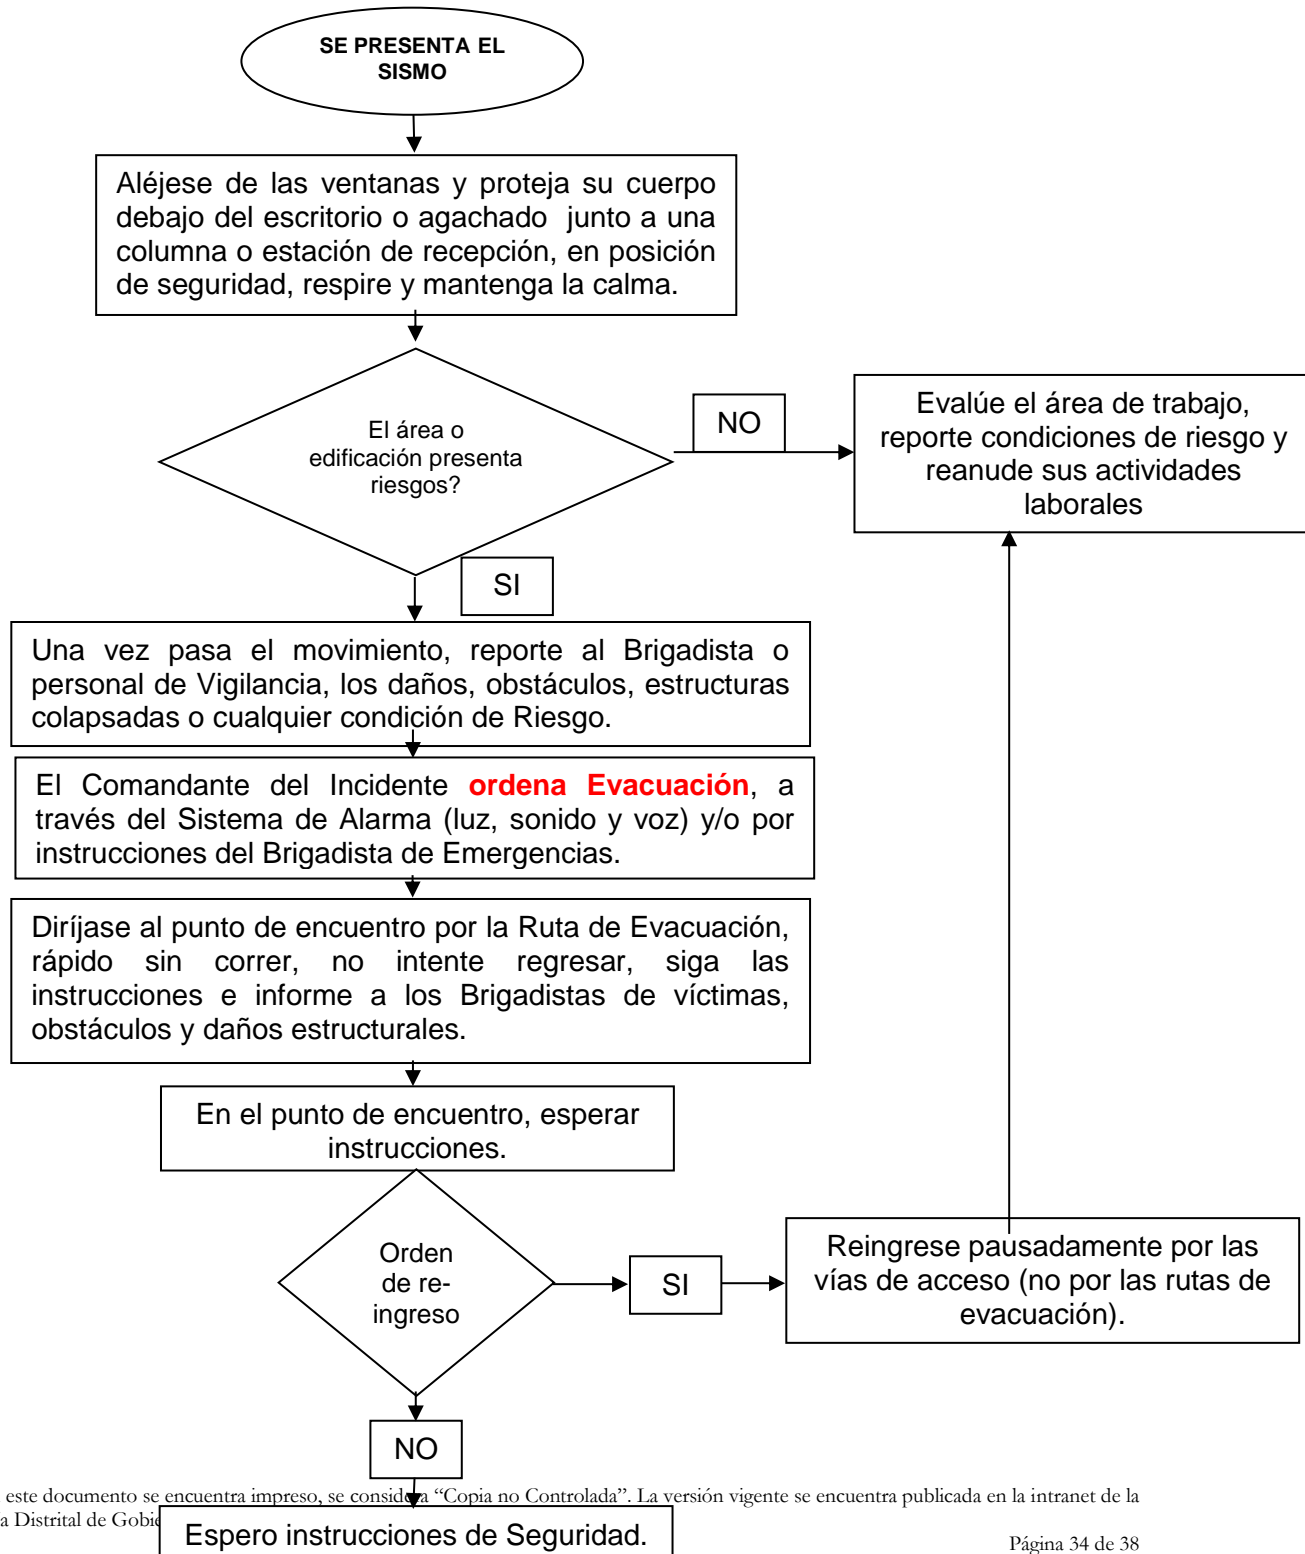 SE PRESENTA EL
SISMO
Aléjese de las ventanas y proteja su cuerpo
debajo del escritorio o agachado junto a una
columna o estación de recepción, en posición
de seguridad, respire y mantenga la calma.
El área o
edificación presenta
riesgos?
NO
Evalúe el área de trabajo,
reporte condiciones de riesgo y
reanude sus actividades
laborales
SI
Una vez pasa el movimiento, reporte al Brigadista o
personal de Vigilancia, los daños, obstáculos, estructuras
colapsadas o cualquier condición de Riesgo.
El Comandante del Incidente ordena Evacuación, a
través del Sistema de Alarma (luz, sonido y voz) y/o por
instrucciones del Brigadista de Emergencias.
Diríjase al punto de encuentro por la Ruta de Evacuación,
rápido sin correr, no intente regresar, siga las
instrucciones e informe a los Brigadistas de víctimas,
obstáculos y daños estructurales.
En el punto de encuentro, esperar
instrucciones.
Orden
de re-
ingreso
SI
Reingrese pausadamente por las
vías de acceso (no por las rutas de
evacuación).
NO
este documento se encuentra impreso, se considera “Copia no Controlada”. La versión vigente se encuentra publicada en la intranet de la
a Distrital de
Espero instrucciones de Seguridad.
Página 34 de 38